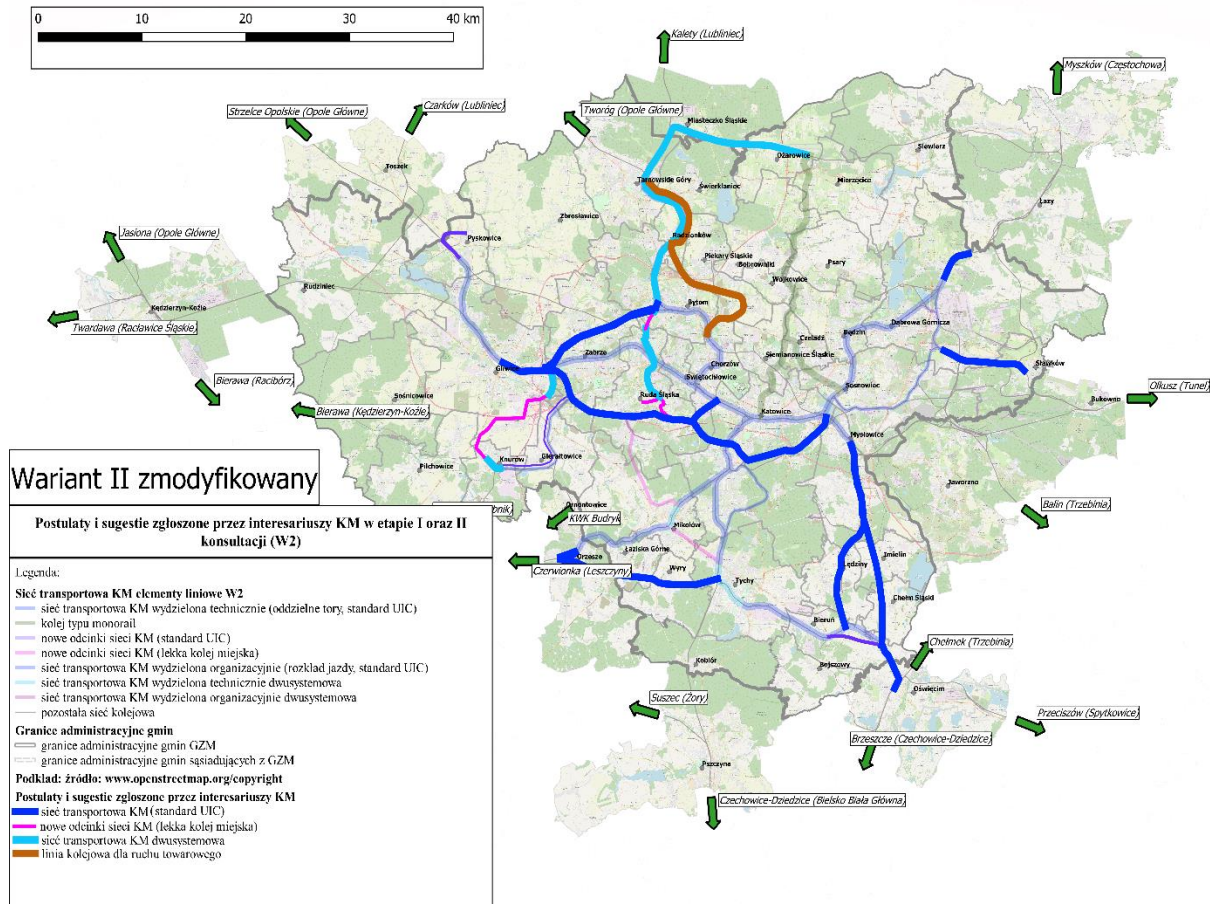 0 10 20 30 40 km
Kalety (Lubliniec)
Myszków (Częstochowa)
Strzelce Opolskie (Opole Główne)
Czarków (Lubliniec)
Tworóg (Opole Główne)
Miasteczko Śląskie
Ożarowice
Siewierz
Toszek
Tarnowskie Góry
Świerklaniec
Mierzęcice
Łazy
Zbrosławice
Pyskowice
Radzionków
Jasiona (Opole Główne)
Piekary Śląskie
Bobrowniki
Psary
Wojkowice
Rudziniec
Kędzierzyn-Koźle
Bytom
Twardawa (Racławice Śląskie)
Dąbrowa Górnicza
Będzin
Czeladź
Zabrze
Siemianowice Śląskie
Gliwice
Chorzów
Sławków
Świętochłowice
Sosnowiec
Bierawa (Racibórz)
Sośnicowice
Ruda Śląska
Olkusz (Tunel)
Bukowno
Bierawa (Kędzierzyn-Koźle)
Katowice
Mysłowice
Knurów
Gierałtowice
Pilchowice
Jaworzno
Wariant II zmodyfikowany
Ornontowice
KWK Budryk
Balin (Trzebinia)
Mikołów
Postulaty i sugestie zgłoszone przez interesariuszy KM w etapie I oraz II
konsultacji (W2)
Orzesze
Łaziska Górne
Imielin
Czerwionka (Leszczyny)
Wyry
Lędziny
Tychy
Chełm Śląski
Bieruń
Chełmek (Trzebinia)
Kobiór
Bojszowy
Oświęcim
Suszec (Żory)
Przeciszów (Spytkowice)
Brzeszcze (Czechowice-Dziedzice)
Pszczyna
Czechowice-Dziedzice (Bielsko Biała Główna)
Legenda:
Sieć transportowa KM elementy liniowe W2
sieć transportowa KM wydzielona technicznie (oddzielne tory, standard UIC)
kolej typu monorail
nowe odcinki sieci KM (standard UIC)
nowe odcinki sieci KM (lekka kolej miejska)
sieć transportowa KM wydzielona organizacyjnie (rozkład jazdy, standard UIC)
sieć transportowa KM wydzielona technicznie dwusystemowa
sieć transportowa KM wydzielona organizacyjnie dwusystemowa
pozostała sieć kolejowa
Granice administracyjne gmin
granice administracyjne gmin GZM
granice administracyjne gmin sąsiadujących z GZM
Podkład: źródło: www.openstreetmap.org/copyright
Postulaty i sugestie zgłoszone przez interesariuszy KM
sieć transportowa KM (standard UIC)
nowe odcinki sieci KM (lekka kolej miejska)
sieć transportowa KM dwusystemowa
linia kolejowa dla ruchu towarowego